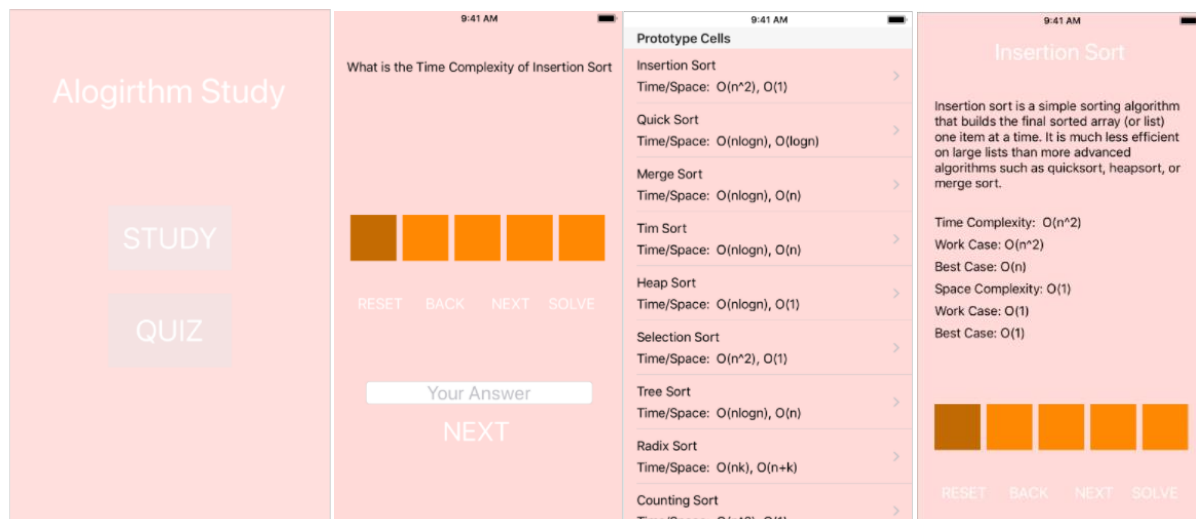 Alogirthm Study
STUDY
QUIZ
9:41 AM
What is the Time Complexity of Insertion Sort
RESET BACK NEXT SOLVE
Your Answer
NEXT
9:41 AM
Prototype Cells
Insertion Sort
Time/Space: O(n^2), O(1)
Quick Sort
Time/Space: O(nlogn), O(logn)
Merge Sort
Time/Space: O(nlogn), O(n)
Tim Sort
Time/Space: O(nlogn), O(n)
Heap Sort
Time/Space: O(nlogn), O(1)
Selection Sort
Time/Space: O(n^2), O(1)
Tree Sort
Time/Space: O(nlogn), O(n)
Radix Sort
Time/Space: O(nk), O(n+k)
Counting Sort
9:41 AM
Insertion Sort
Insertion sort is a simple sorting algorithm
that builds the final sorted array (or list)
one item at a time. It is much less efficient
on large lists than more advanced
algorithms such as quicksort, heapsort, or
merge sort.
Time Complexity: O(n^2)
Work Case: O(n^2)
Best Case: O(n)
Space Complexity: O(1)
Work Case: O(1)
Best Case: O(1)
RESET BACK NEXT SOLVE